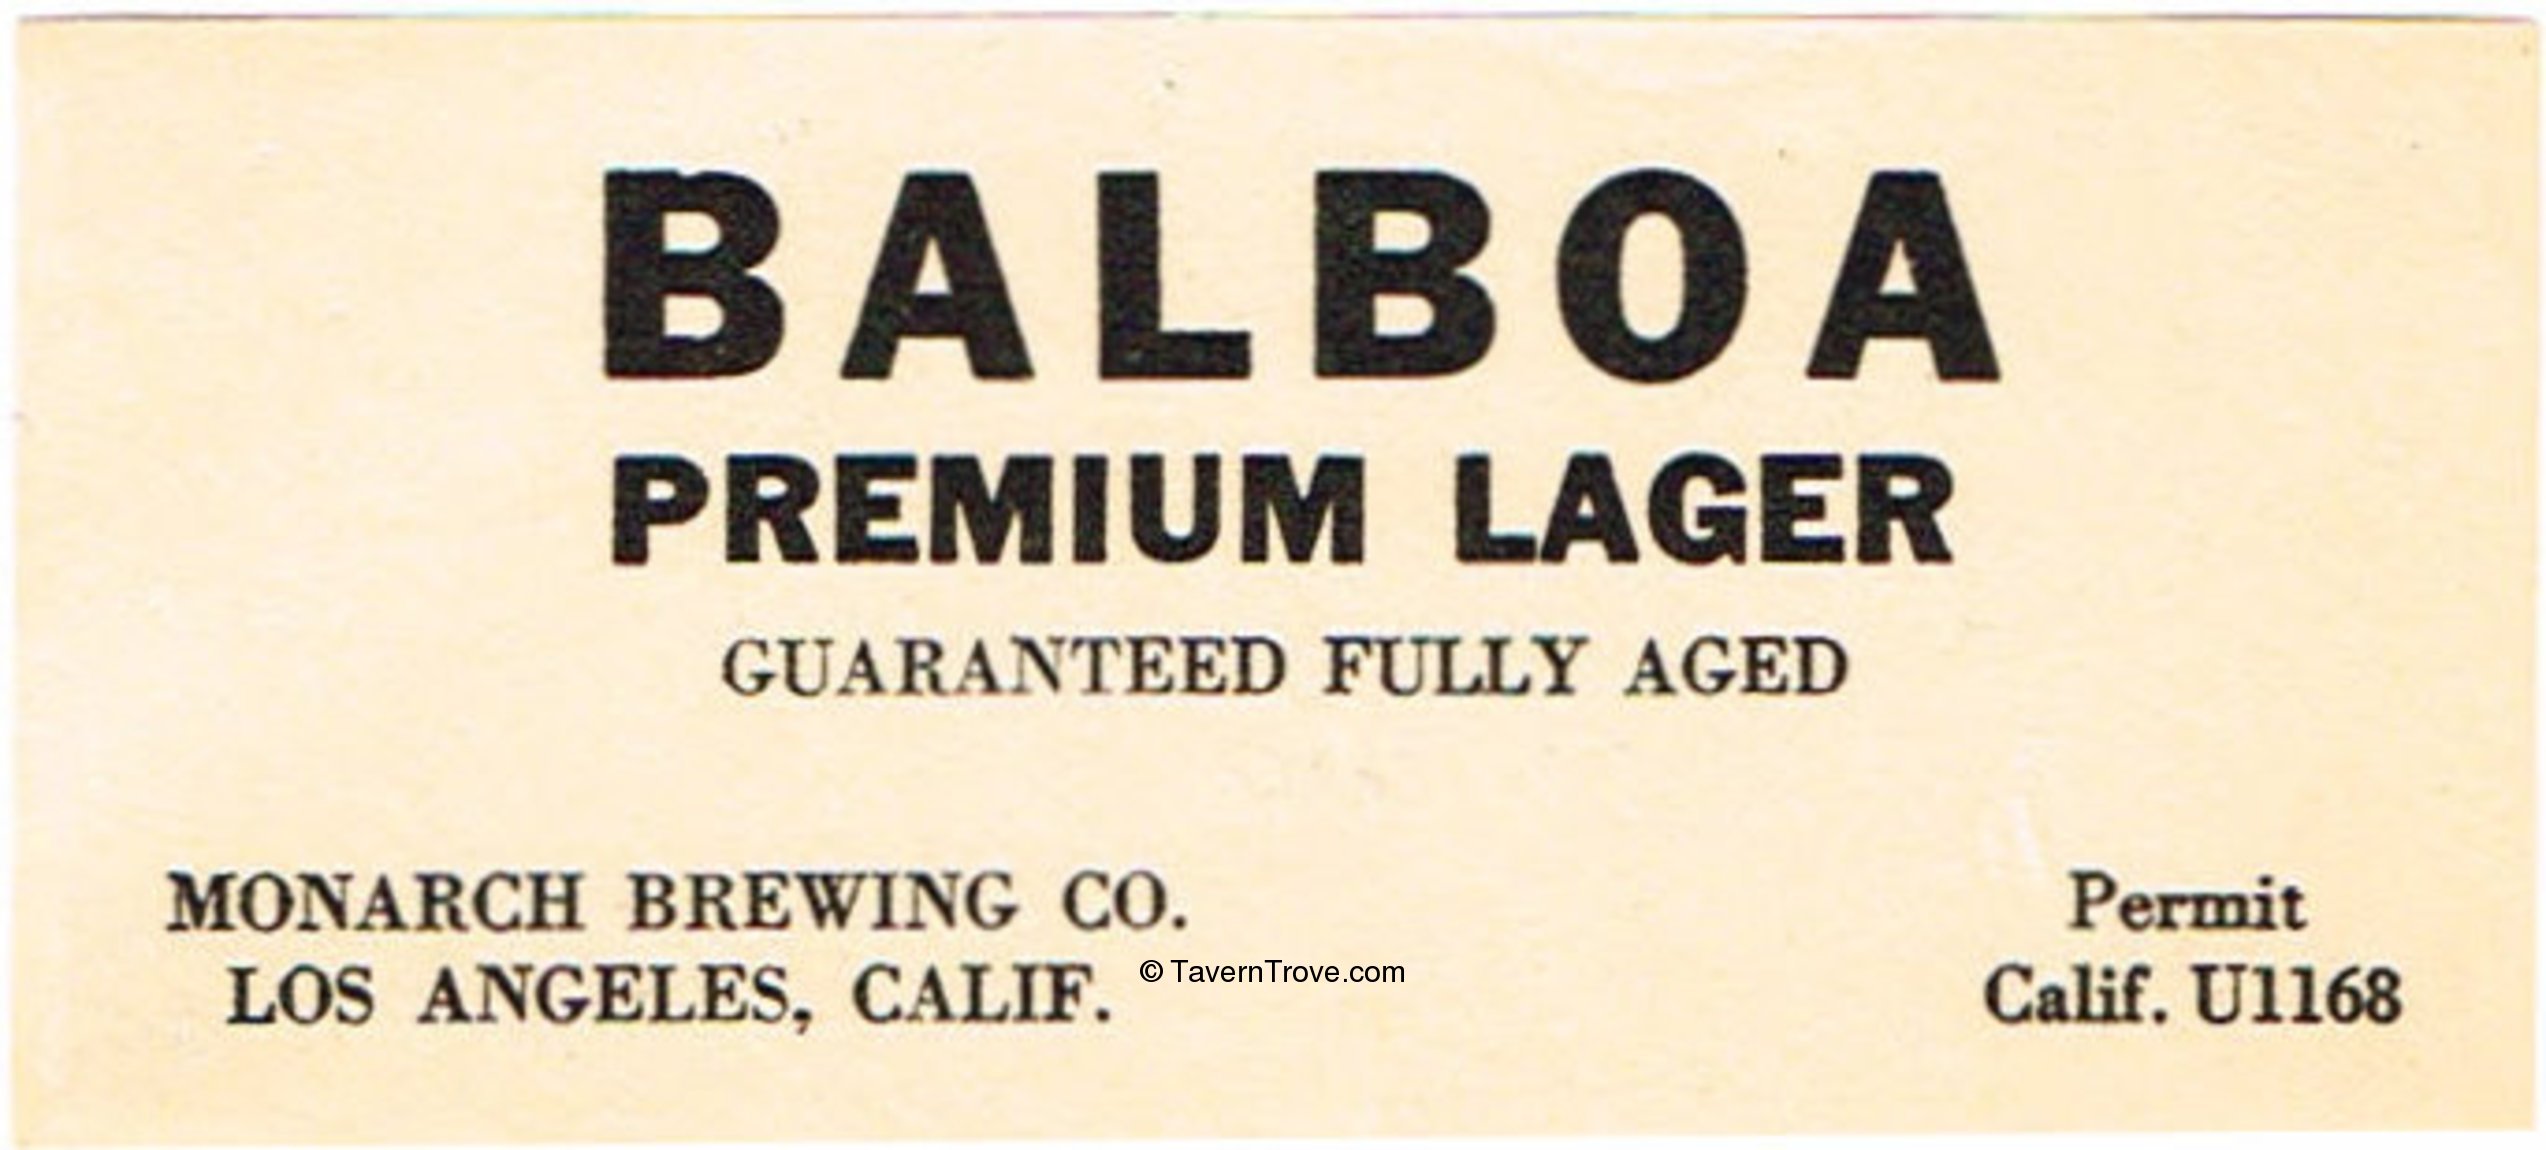 BALBOA
PREMIUM LAGER
GUARANTEED FULLY AGED
MONARCH BREWING CO.
LOS ANGELES, CALIF.
© TavernTrove.com
Permit
Calif. U1168